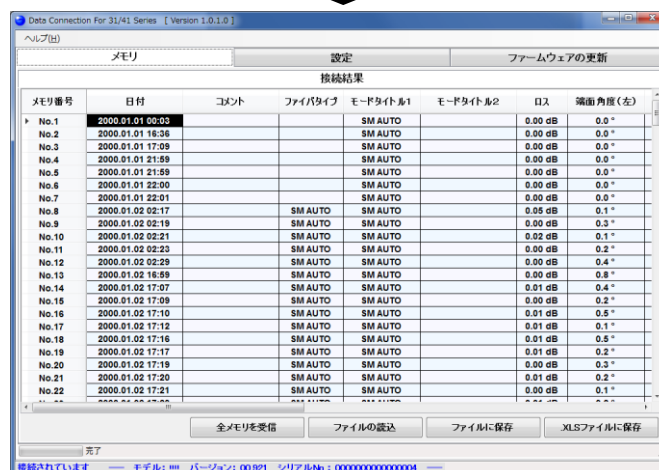 Data Connection For 31/41 Series [ Version 1.0.1.0 ]
ヘルプ(H)
メモリ 設定 ファームウェアの更新
接続結果
メモリ番号 日付 コメント ファイバタイプ モードタイトル1 モードタイトル2 ロス 端面角度(左)
No.1 2000.01.01 00:03 SM AUTO 0.00 dB 0.0 °
No.2 2000.01.01 16:36 SM AUTO 0.00 dB 0.0 °
No.3 2000.01.01 17:09 SM AUTO 0.00 dB 0.0 °
No.4 2000.01.01 21:59 SM AUTO 0.00 dB 0.0 °
No.5 2000.01.01 21:59 SM AUTO 0.00 dB 0.0 °
No.6 2000.01.01 22:00 SM AUTO 0.00 dB 0.0 °
No.7 2000.01.01 22:01 SM AUTO 0.00 dB 0.0 °
No.8 2000.01.02 02:17 SM AUTO SM AUTO 0.05 dB 0.1 °
No.9 2000.01.02 02:19 SM AUTO SM AUTO 0.00 dB 0.3 °
No.10 2000.01.02 02:21 SM AUTO SM AUTO 0.02 dB 0.1 °
No.11 2000.01.02 02:23 SM AUTO SM AUTO 0.00 dB 0.2 °
No.12 2000.01.02 02:29 SM AUTO SM AUTO 0.00 dB 0.4 °
No.13 2000.01.02 16:59 SM AUTO SM AUTO 0.00 dB 0.8 °
No.14 2000.01.02 17:07 SM AUTO SM AUTO 0.01 dB 0.4 °
No.15 2000.01.02 17:09 SM AUTO SM AUTO 0.00 dB 0.2 °
No.16 2000.01.02 17:10 SM AUTO SM AUTO 0.01 dB 0.5 °
No.17 2000.01.02 17:12 SM AUTO SM AUTO 0.01 dB 0.1 °
No.18 2000.01.02 17:16 SM AUTO SM AUTO 0.01 dB 0.5 °
No.19 2000.01.02 17:17 SM AUTO SM AUTO 0.01 dB 0.2 °
No.20 2000.01.02 17:19 SM AUTO SM AUTO 0.00 dB 0.3 °
No.21 2000.01.02 17:20 SM AUTO SM AUTO 0.01 dB 0.2 °
No.22 2000.01.02 17:21 SM AUTO SM AUTO 0.00 dB 0.1 °
全メモリを受信 ファイルの読込 ファイルに保存 XLSファイルに保存
完了
接続されています モデル: バージョン: 00.921 シリアルNo : 0000000000000004